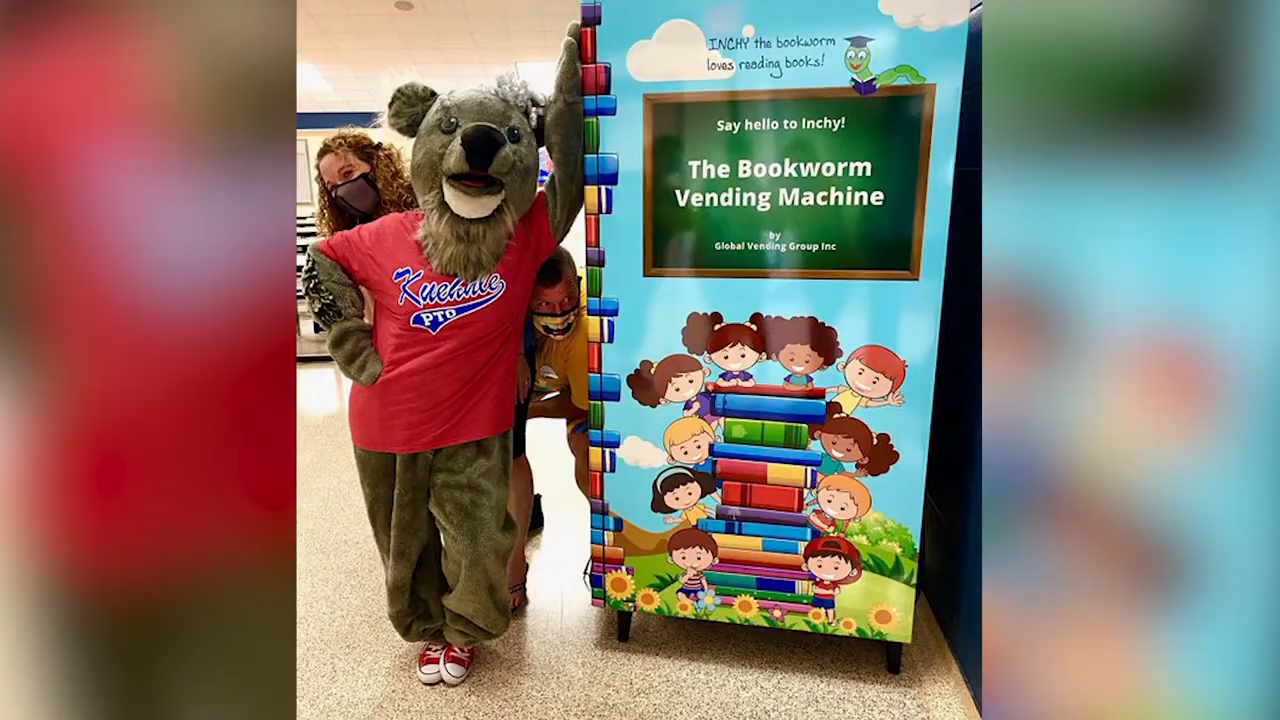 INCHY the bookworm
loves reading books!
Say hello to Inchy!
The Bookworm
Vending Machine
by
Global Vending Group Inc
Kuehnle
PTO